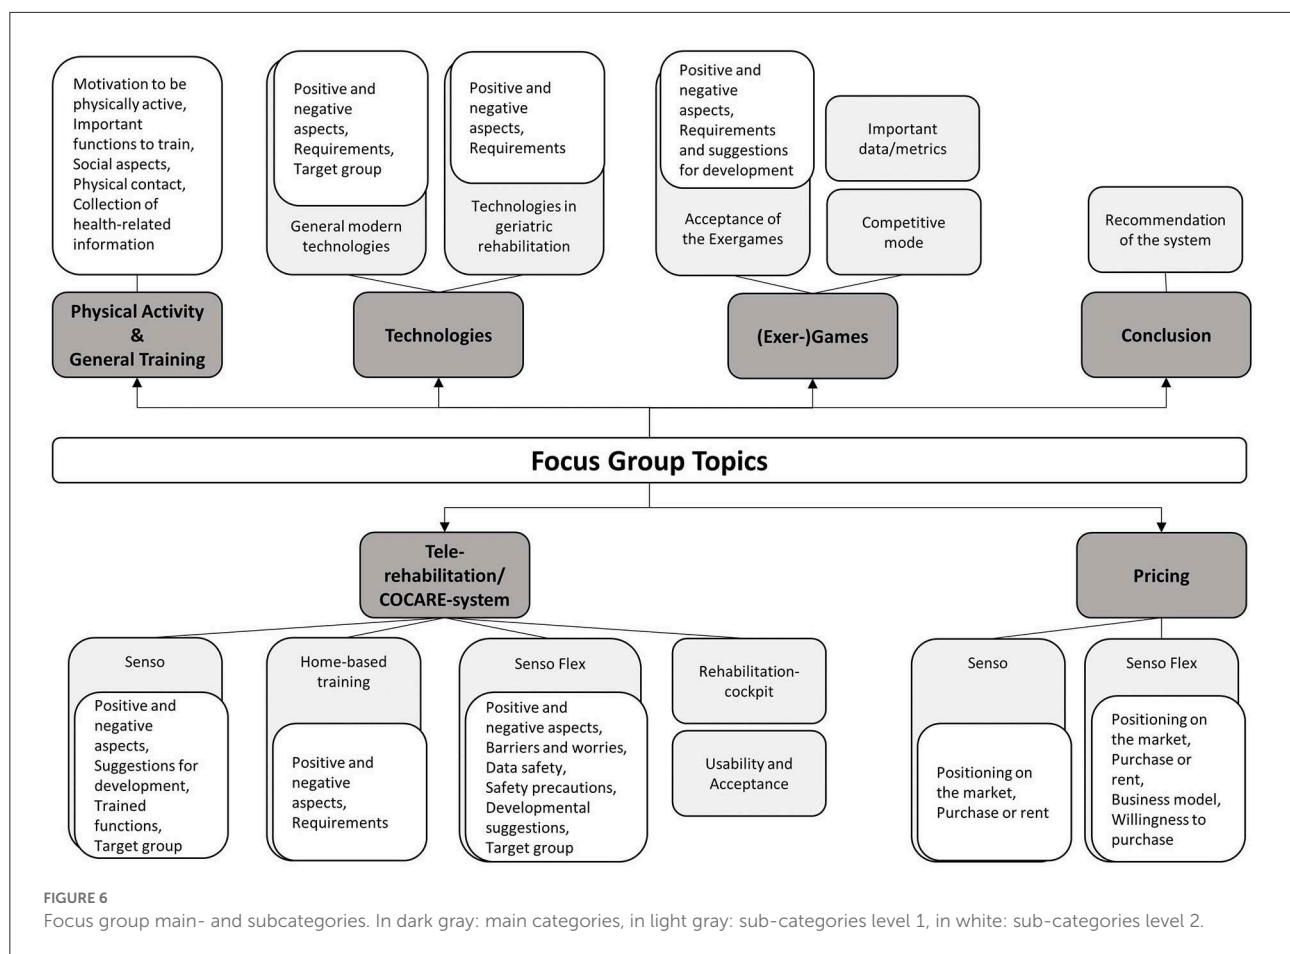 Motivation to be
physically active,
Important
functions to train,
Social aspects,
Physical contact,
Collection of
health-related
information
Physical Activity
&
General Training
Positive and
negative
aspects,
Requirements,
Target group
General modern
technologies
Positive and
negative
aspects,
Requirements
Technologies in
geriatric
rehabilitation
Technologies
Positive and
negative
aspects,
Requirements
and suggestions
for development
Acceptance of
the Exergames
Important
data/metrics
Competitive
mode
(Exer-)Games
Recommendation
of the system
Conclusion
Focus Group Topics
Tele-
rehabilitation/
COCARE-system
Pricing
Senso
Positive and
negative
aspects,
Suggestions for
development,
Trained
functions,
Target group
Home-based
training
Positive and
negative
aspects,
Requirements
Senso Flex
Positive and
negative aspects,
Barriers and worries,
Data safety,
Safety precautions,
Developmental
suggestions,
Target group
Rehabilitation-
cockpit
Usability and
Acceptance
Senso
Positioning on
the market,
Purchase or rent
Senso Flex
Positioning on
the market,
Purchase or
rent,
Business model,
Willingness to
purchase
FIGURE 6
Focus group main- and subcategories. In dark gray: main categories, in light gray: sub-categories level 1, in white: sub-categories level 2.